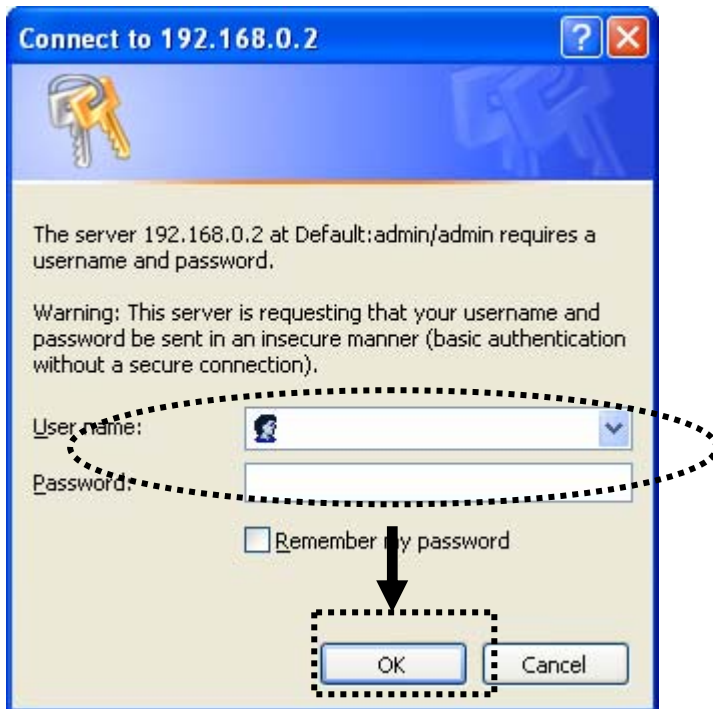 Connect to 192.168.0.2
The server 192.168.0.2 at Default:admin/admin requires a
username and password.
Warning: This server is requesting that your username and
password be sent in an insecure manner (basic authentication
without a secure connection).
User name:
Password:
Remember my password
OK
Cancel